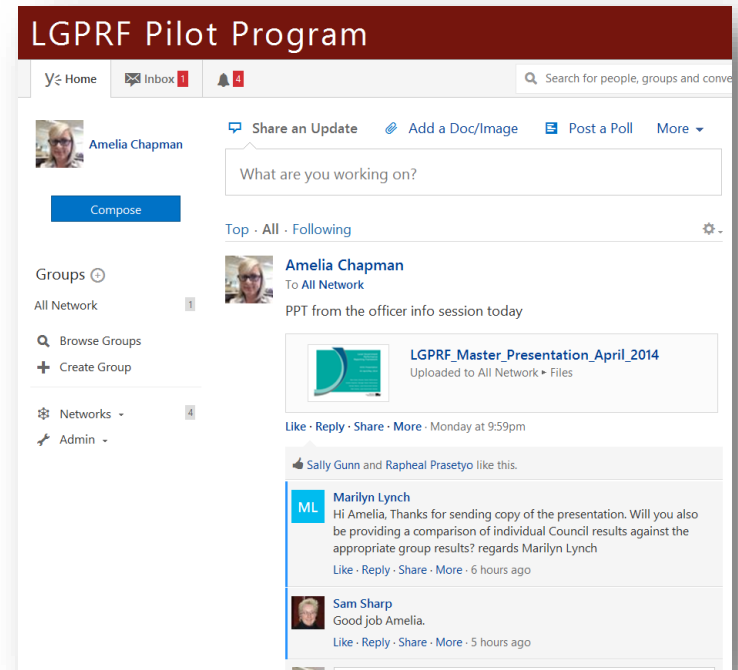 LGPRF Pilot Program
Home
Inbox 1
4
Search for people, groups and conve
Amelia Chapman
Compose
Groups
All Network 1
Browse Groups
Create Group
Networks 4
Admin
Share an Update Add a Doc/Image Post a Poll More
What are you working on?
Top · All · Following
Amelia Chapman
To All Network
PPT from the officer info session today
LGPRF_Master_Presentation_April_2014
Uploaded to All Network ▸ Files
Like · Reply · Share · More · Monday at 9:59pm
Sally Gunn and Rapheal Prasetyo like this.
ML
Marilyn Lynch
Hi Amelia, Thanks for sending copy of the presentation. Will you also
be providing a comparison of individual Council results against the
appropriate group results? regards Marilyn Lynch
Like · Reply · Share · More · 6 hours ago
Sam Sharp
Good job Amelia.
Like · Reply · Share · More · 5 hours ago